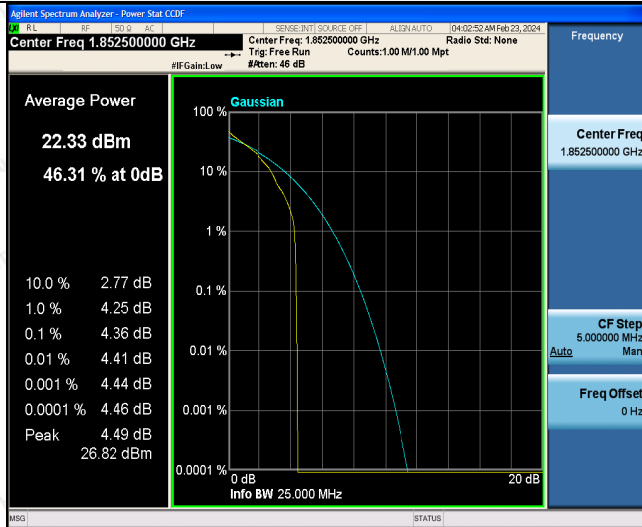 Agilent Spectrum Analyzer - Power Stat CCDF
RL RF 50 Ω AC SENSE:INT SOURCE OFF ALIGN AUTO 04:02:52 AM Feb 23, 2024
Center Freq 1.852500000 GHz
Center Freq: 1.852500000 GHz Radio Std: None
Trig: Free Run Counts:1.00 M/1.00 Mpt
#IFGain:Low #Atten: 46 dB
Average Power
22.33 dBm
46.31 % at 0dB
10.0 % 2.77 dB
1.0 % 4.25 dB
0.1 % 4.36 dB
0.01 % 4.41 dB
0.001 % 4.44 dB
0.0001 % 4.46 dB
Peak 4.49 dB
26.82 dBm
Gaussian
100 %
10 %
1 %
0.1 %
0.01 %
0.001 %
0.0001 %
0 dB 20 dB
Info BW 25.000 MHz
Frequency
Center Freq
1.852500000 GHz
CF Step
5.000000 MHz
Auto Man
Freq Offset
0 Hz
MSG STATUS